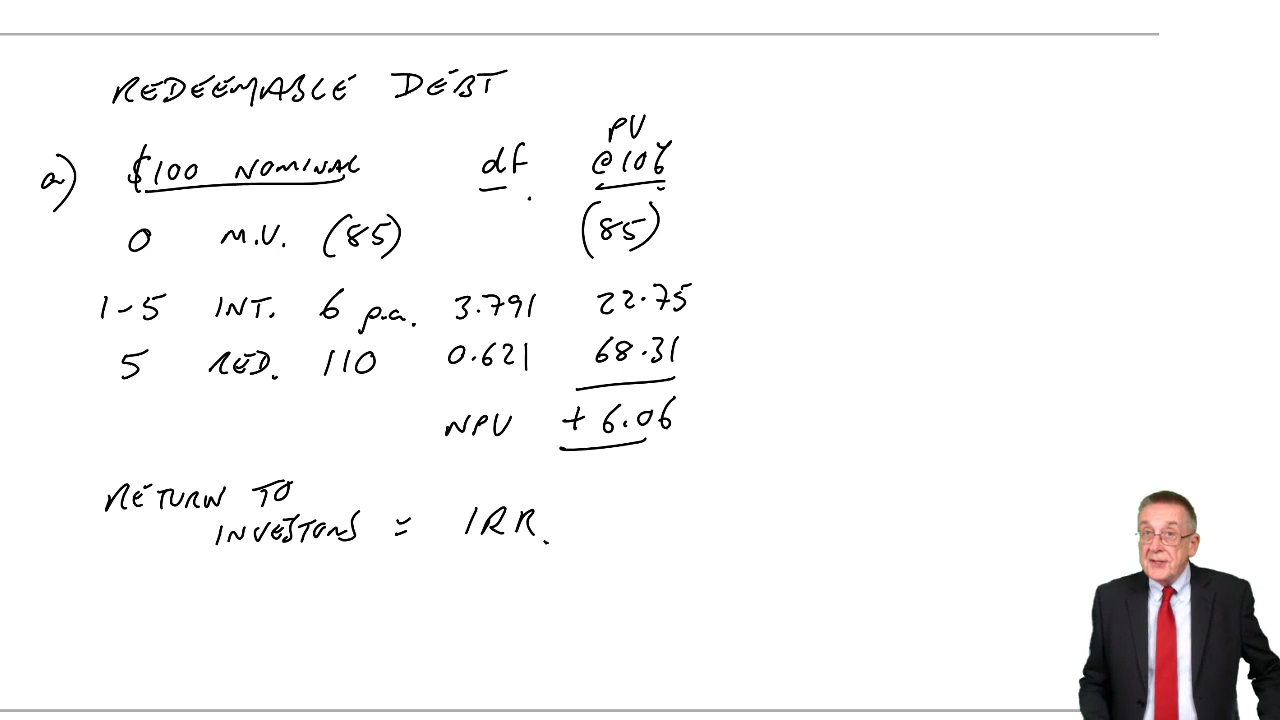 REDEEMABLE DEBT
PV
a) $100 NOMINAL df @10%
0 M.V. (85) (85)
1-5 INT. 6 p.a. 3.791 22.75
5 RED. 110 0.621 68.31
NPV + 6.06
RETURN TO
INVESTORS = IRR.